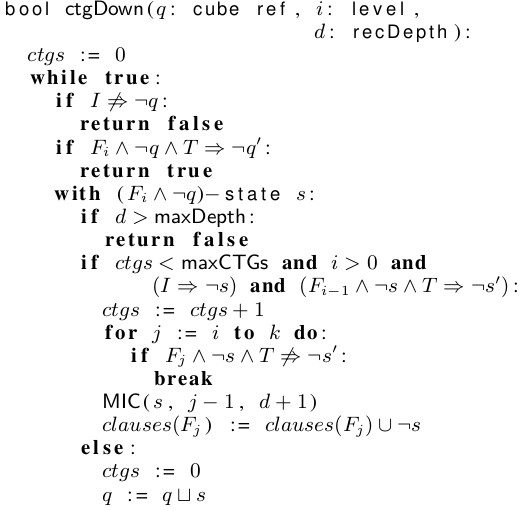 bool ctgDown(q: cube ref, i: level,
d: recDepth):
ctgs := 0
while true:
if I ⇏ ¬q:
return false
if F_i ∧ ¬q ∧ T ⇒ ¬q′:
return true
with (F_i ∧ ¬q)–state s:
if d > maxDepth:
return false
if ctgs < maxCTGs and i > 0 and
(I ⇒ ¬s) and (F_{i−1} ∧ ¬s ∧ T ⇒ ¬s′):
ctgs := ctgs + 1
for j := i to k do:
if F_j ∧ ¬s ∧ T ⇏ ¬s′:
break
MIC(s, j − 1, d + 1)
clauses(F_j) := clauses(F_j) ∪ ¬s
else:
ctgs := 0
q := q ⊔ s